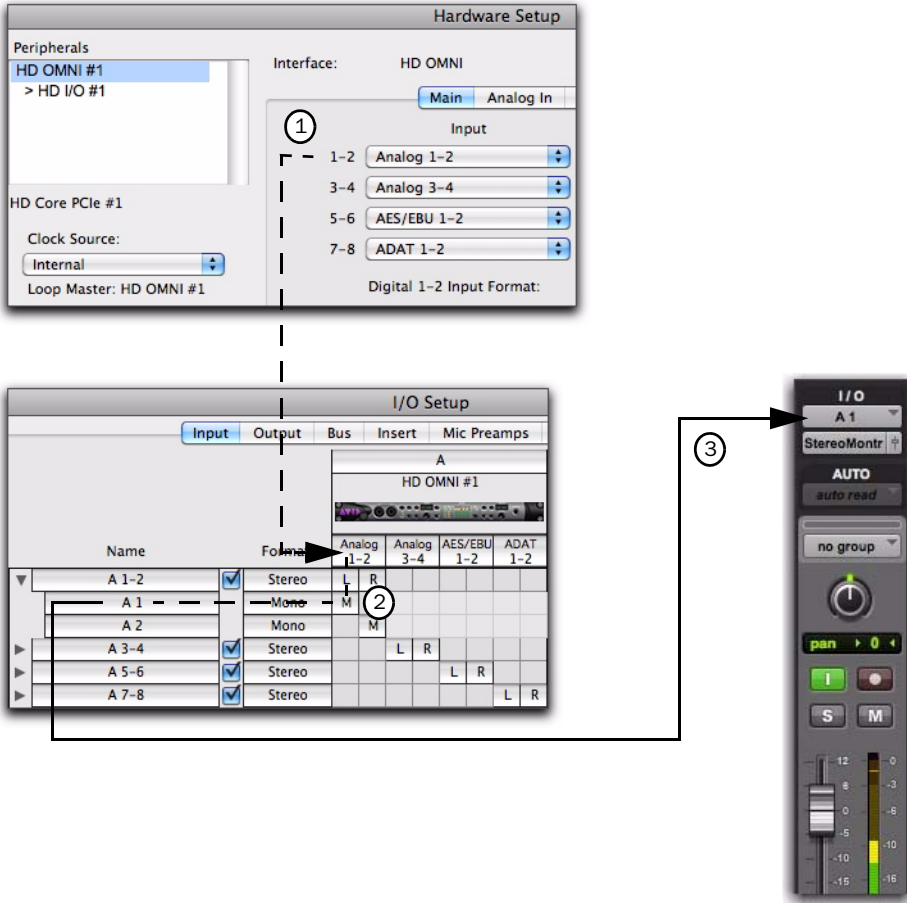 Hardware Setup
Peripherals
HD OMNI #1
> HD I/O #1
HD Core PCIe #1
Clock Source:
Internal
Loop Master: HD OMNI #1
Interface: HD OMNI
Main Analog In
Input
1
1-2 Analog 1-2
3-4 Analog 3-4
5-6 AES/EBU 1-2
7-8 ADAT 1-2
Digital 1-2 Input Format:
I/O Setup
Input Output Bus Insert Mic Preamps
A
HD OMNI #1
AVID
Name Forma
Analog 1-2 Analog 3-4 AES/EBU 1-2 ADAT 1-2
A 1-2 Stereo L R
A 1 Mono M
2
A 2 Mono M
A 3-4 Stereo L R
A 5-6 Stereo L R
A 7-8 Stereo L R
3
I/O
A 1
StereoMontr
AUTO
auto read
no group
pan 0
I
S M
12 0
6 -3
0 -6
-5
-10
-10
-15 -16